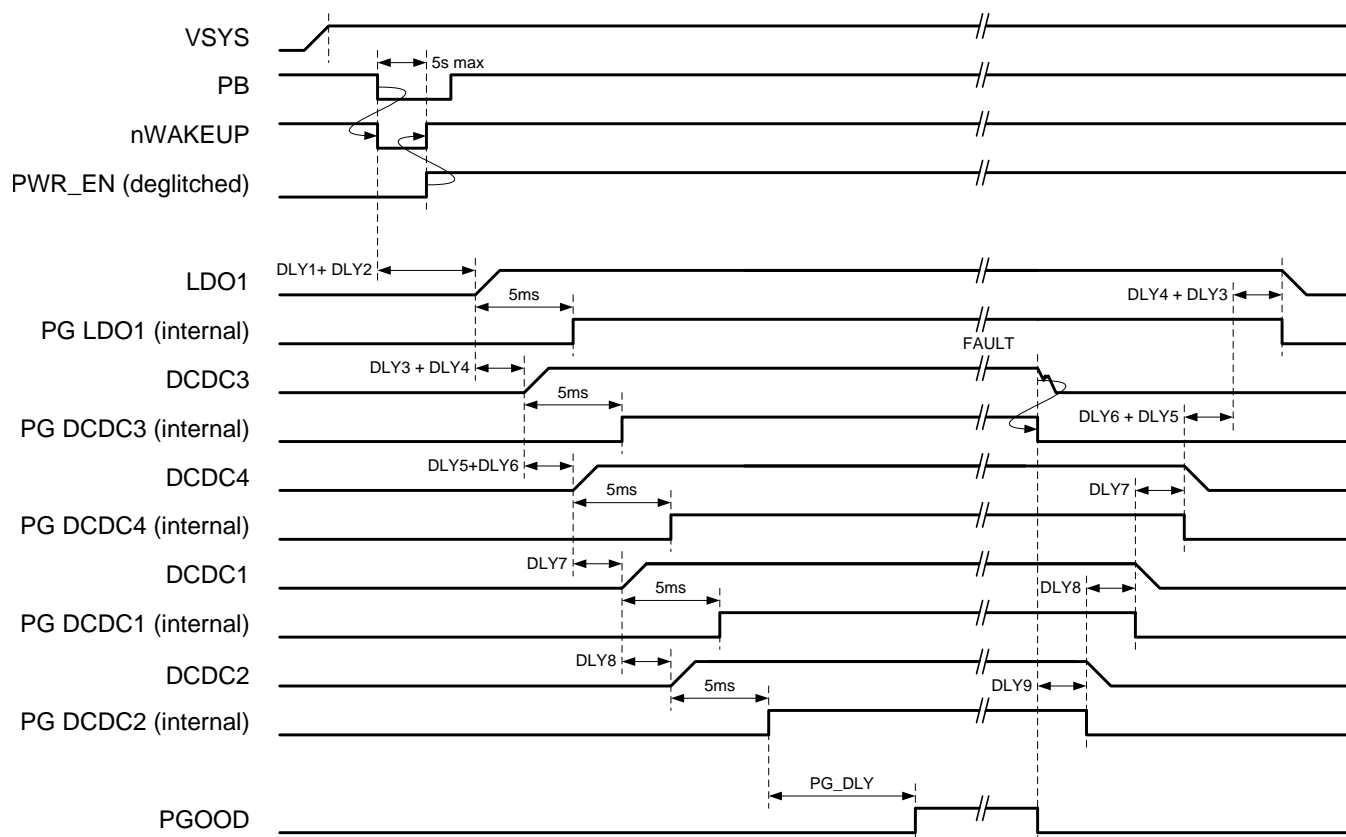 VSYS
5s max
PB
nWAKEUP
PWR_EN (deglitched)
DLY1+ DLY2
LDO1
5ms
DLY4 + DLY3
PG LDO1 (internal)
FAULT
DLY3 + DLY4
DCDC3
5ms
DLY6 + DLY5
PG DCDC3 (internal)
DLY5+DLY6
DCDC4
5ms
DLY7
PG DCDC4 (internal)
DLY7
DCDC1
5ms
DLY8
PG DCDC1 (internal)
DLY8
DCDC2
5ms
DLY9
PG DCDC2 (internal)
PG_DLY
PGOOD